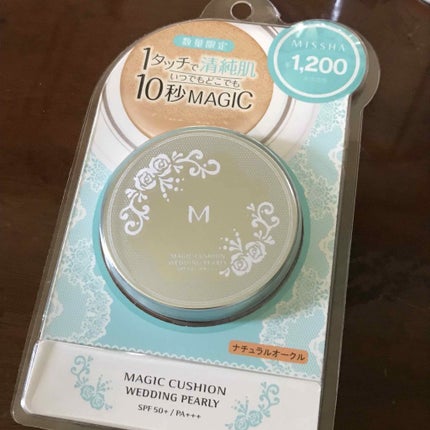 数量限定
1タッチで清純肌
いつでもどこでも
10秒MAGIC
MISSHA
1,200
M
MAGIC CUSHION
WEDDING PEARLY
ナチュラルオークル
MAGIC CUSHION
WEDDING PEARLY
SPF 50+ / PA+++